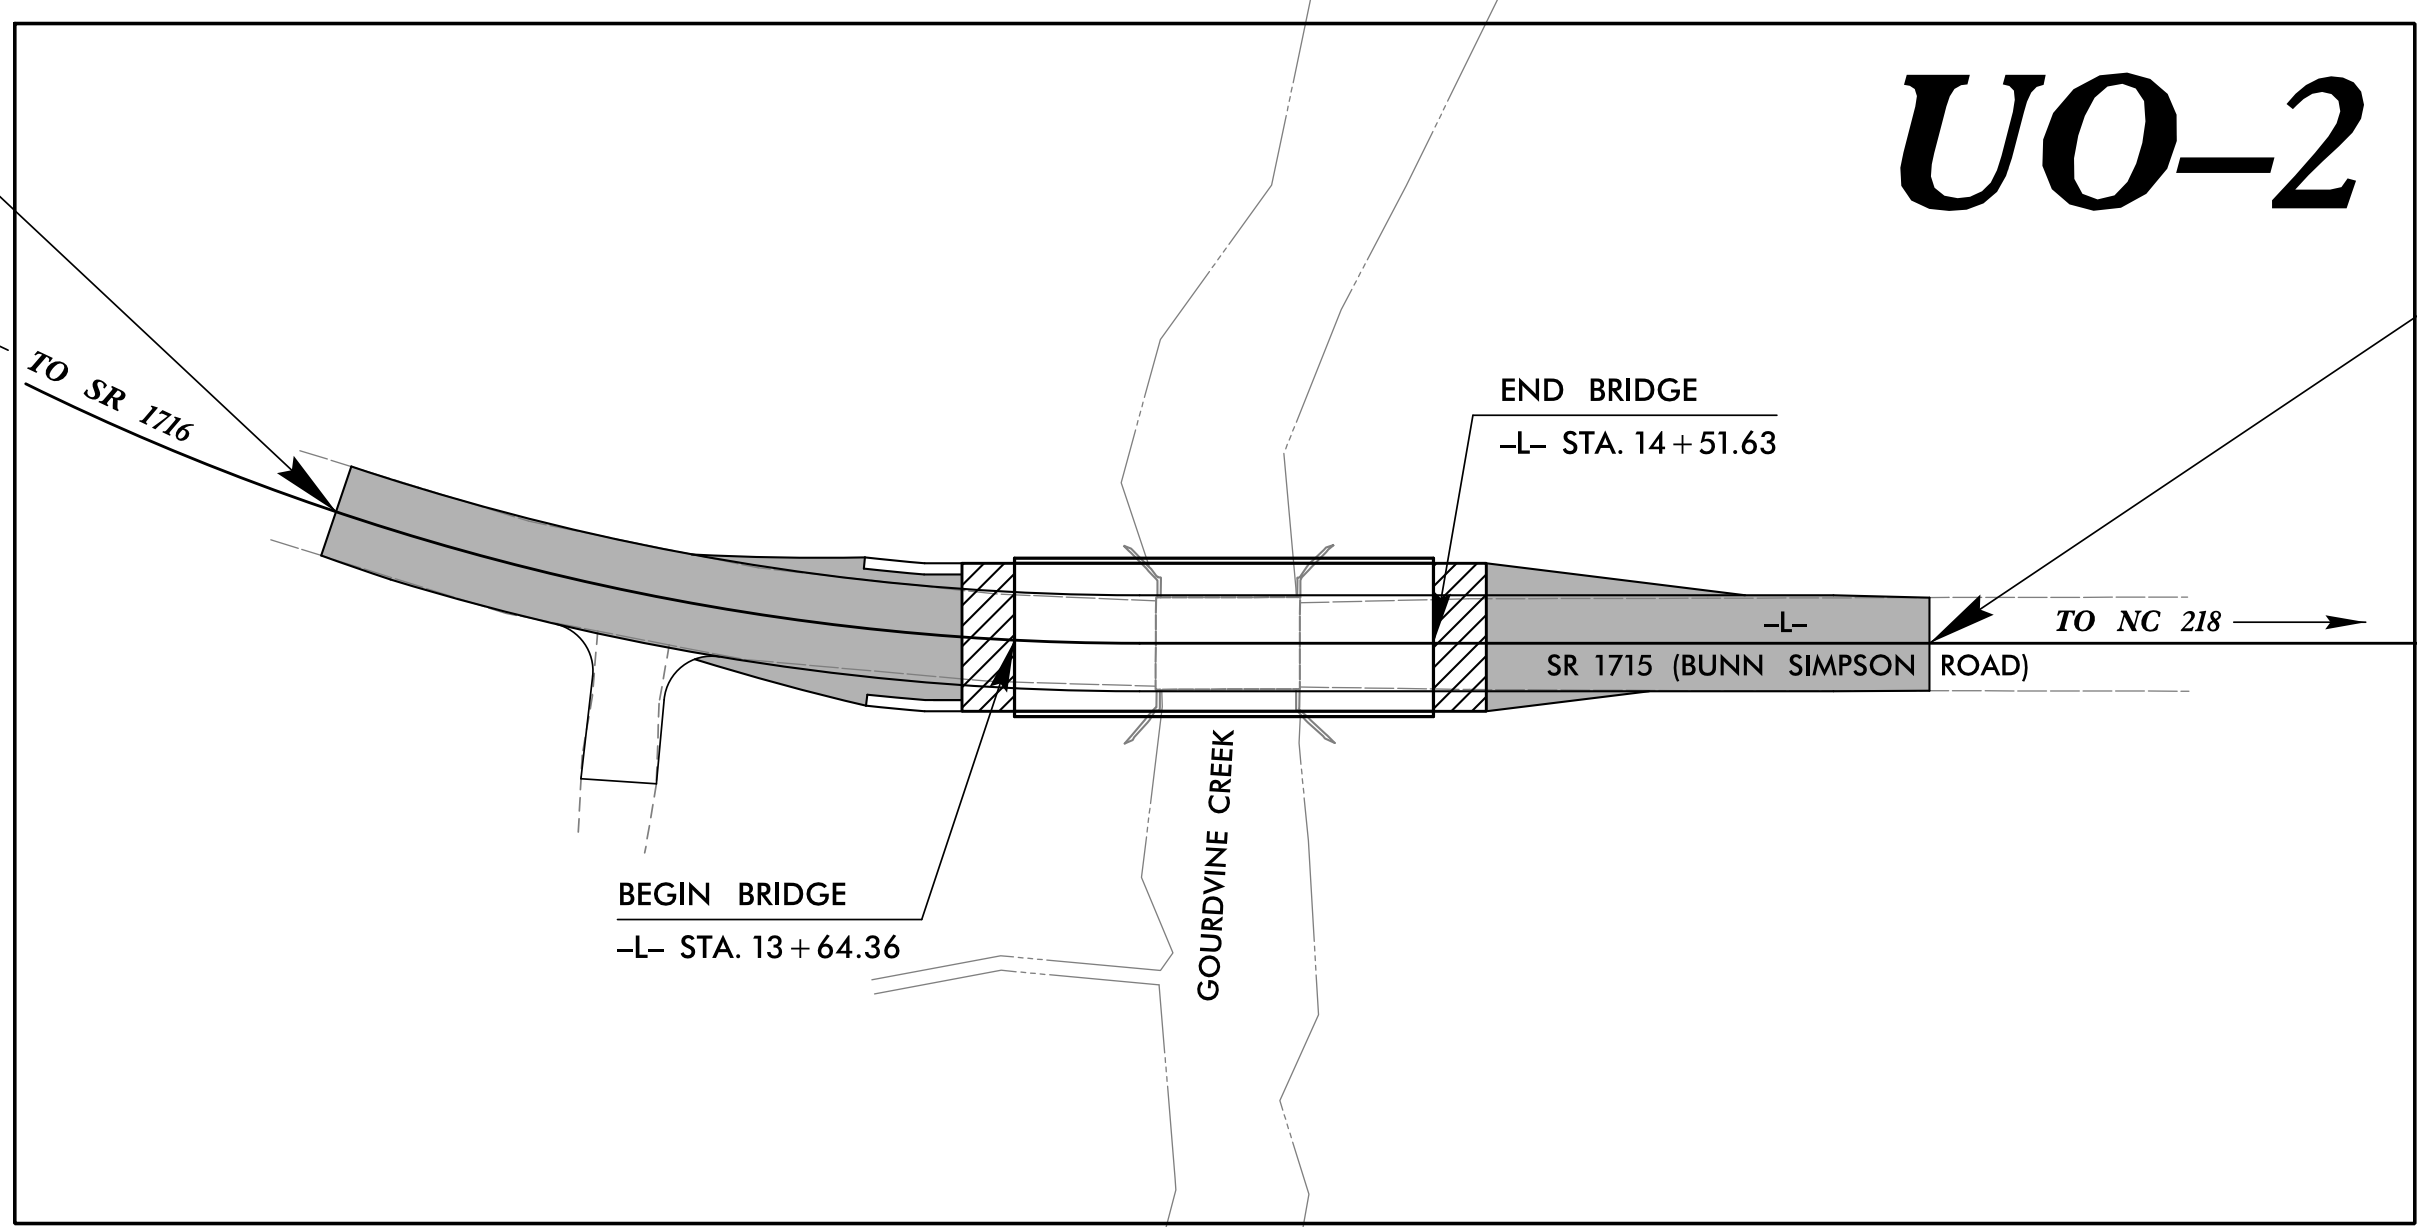 UO–2
TO SR 1716
END BRIDGE
–L– STA. 14+51.63
–L–
TO NC 218
SR 1715 (BUNN SIMPSON ROAD)
BEGIN BRIDGE
–L– STA. 13+64.36
GOURDVINE CREEK